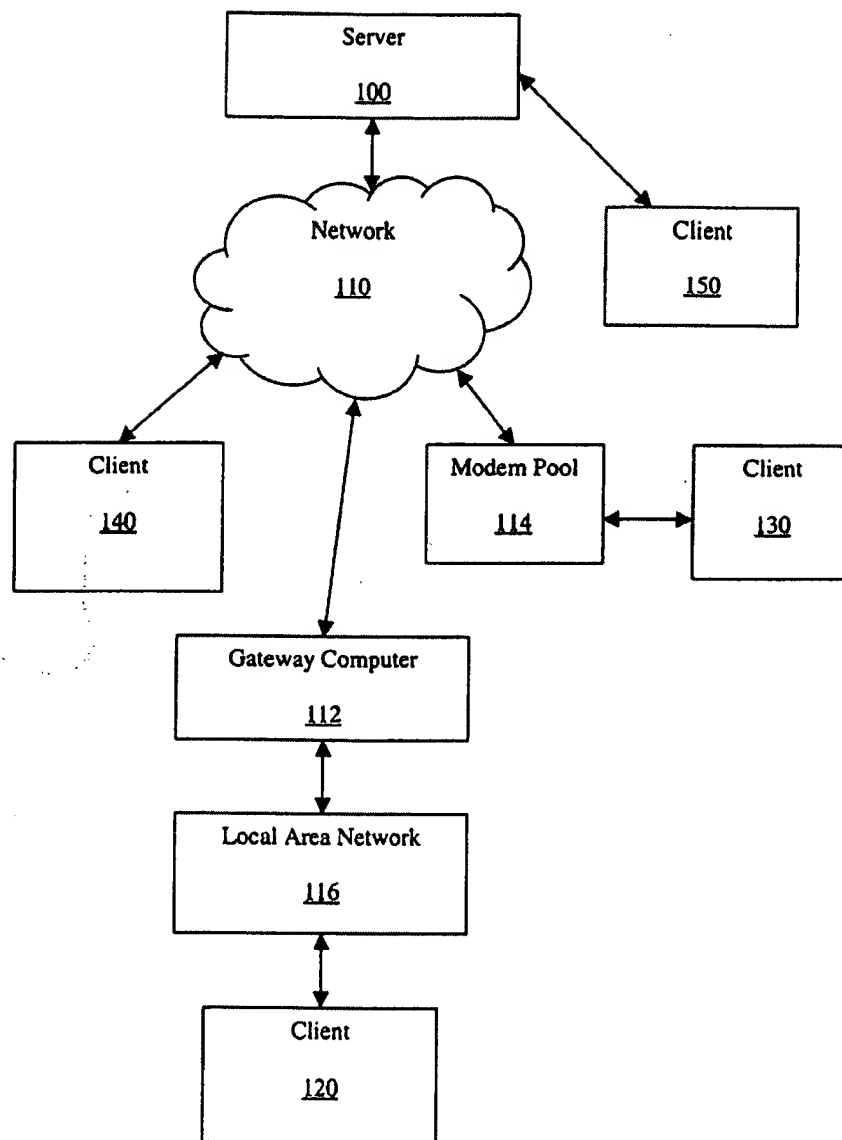 Server
100
Network
110
Client
150
Client
140
Modem Pool
114
Client
130
Gateway Computer
112
Local Area Network
116
Client
120